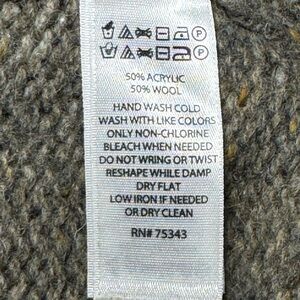 50% ACRYLIC
50% WOOL
HAND WASH COLD
WASH WITH LIKE COLORS
ONLY NON-CHLORINE
BLEACH WHEN NEEDED
DO NOT WRING OR TWIST
RESHAPE WHILE DAMP
DRY FLAT
LOW IRON IF NEEDED
OR DRY CLEAN
RN# 75343